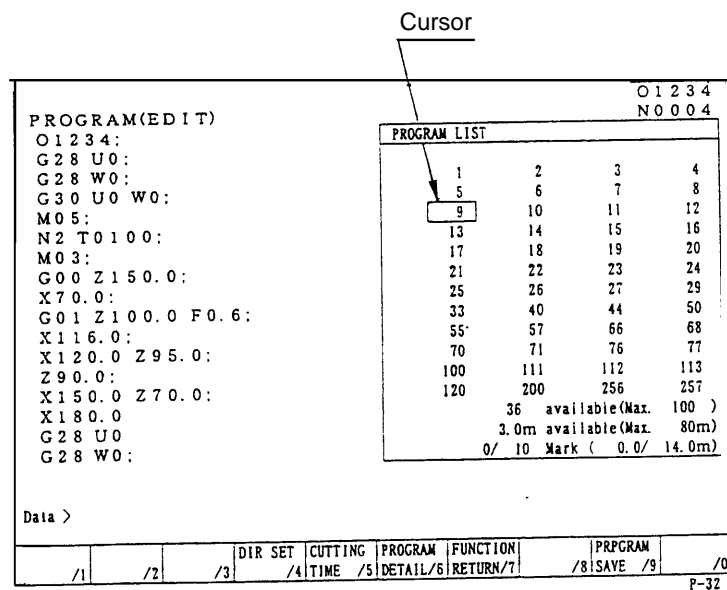 Cursor
O1234
N0004
PROGRAM(EDIT)
O1234;
G28 U0;
G28 W0;
G30 U0 W0;
M05;
N2 T0100;
M03;
G00 Z150.0;
X70.0;
G01 Z100.0 F0.6;
X116.0;
X120.0 Z95.0;
Z90.0;
X150.0 Z70.0;
X180.0
G28 U0
G28 W0;
PROGRAM LIST
1 2 3 4
5 6 7 8
9 10 11 12
13 14 15 16
17 18 19 20
21 22 23 24
25 26 27 29
33 40 44 50
55 57 66 68
70 71 76 77
100 111 112 113
120 200 256 257
36 available(Max. 100 )
3.0m available(Max. 80m)
0/ 10 Mark ( 0.0/ 14.0m)
Data >
/1 /2 /3 DIR SET /4 CUTTING TIME /5 PROGRAM DETAIL/6 FUNCTION RETURN/7 /8 PRPGRAM SAVE /9 /0
P-32